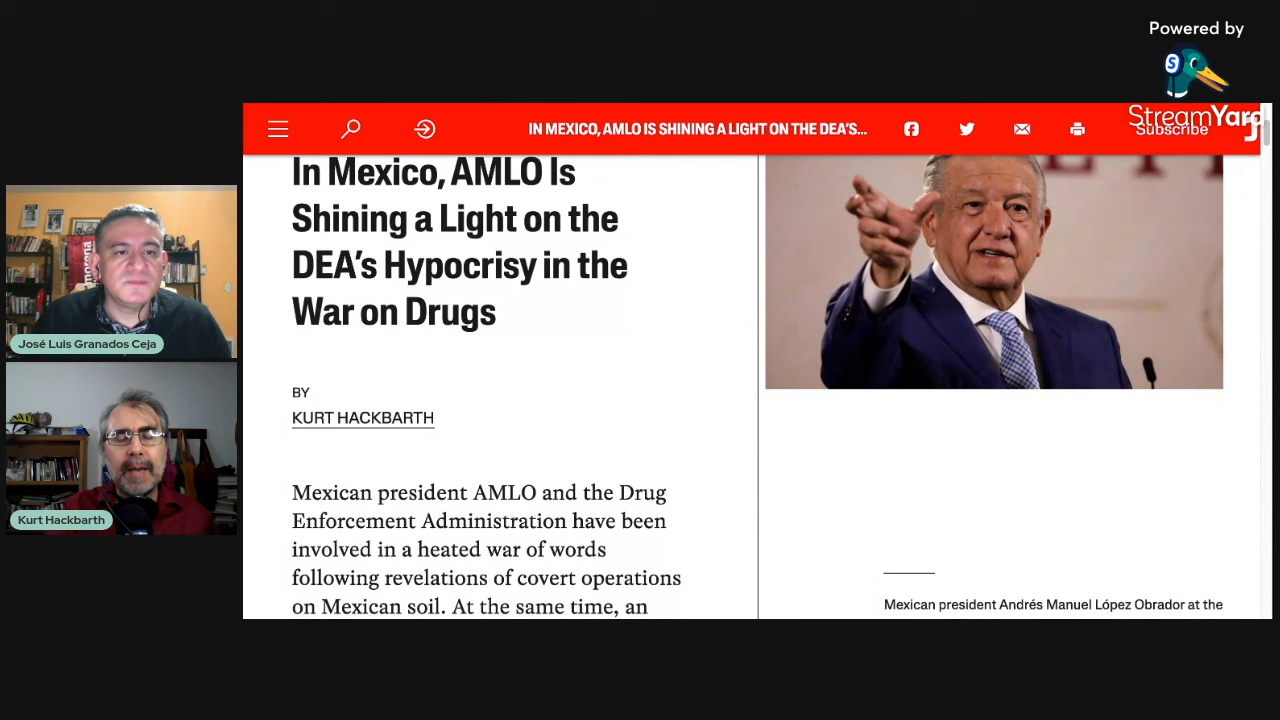 Powered by
StreamYard
IN MEXICO, AMLO IS SHINING A LIGHT ON THE DEA'S...
Subscribe
In Mexico, AMLO Is
Shining a Light on the
DEA's Hypocrisy in the
War on Drugs
BY
KURT HACKBARTH
Mexican president AMLO and the Drug
Enforcement Administration have been
involved in a heated war of words
following revelations of covert operations
on Mexican soil. At the same time, an
Mexican president Andrés Manuel López Obrador at the
morena
José Luis Granados Ceja
Kurt Hackbarth